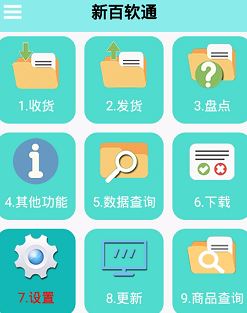 新百软通
1.收货
2.发货
3.盘点
4.其他功能
5.数据查询
6.下载
7.设置
8.更新
9.商品查询